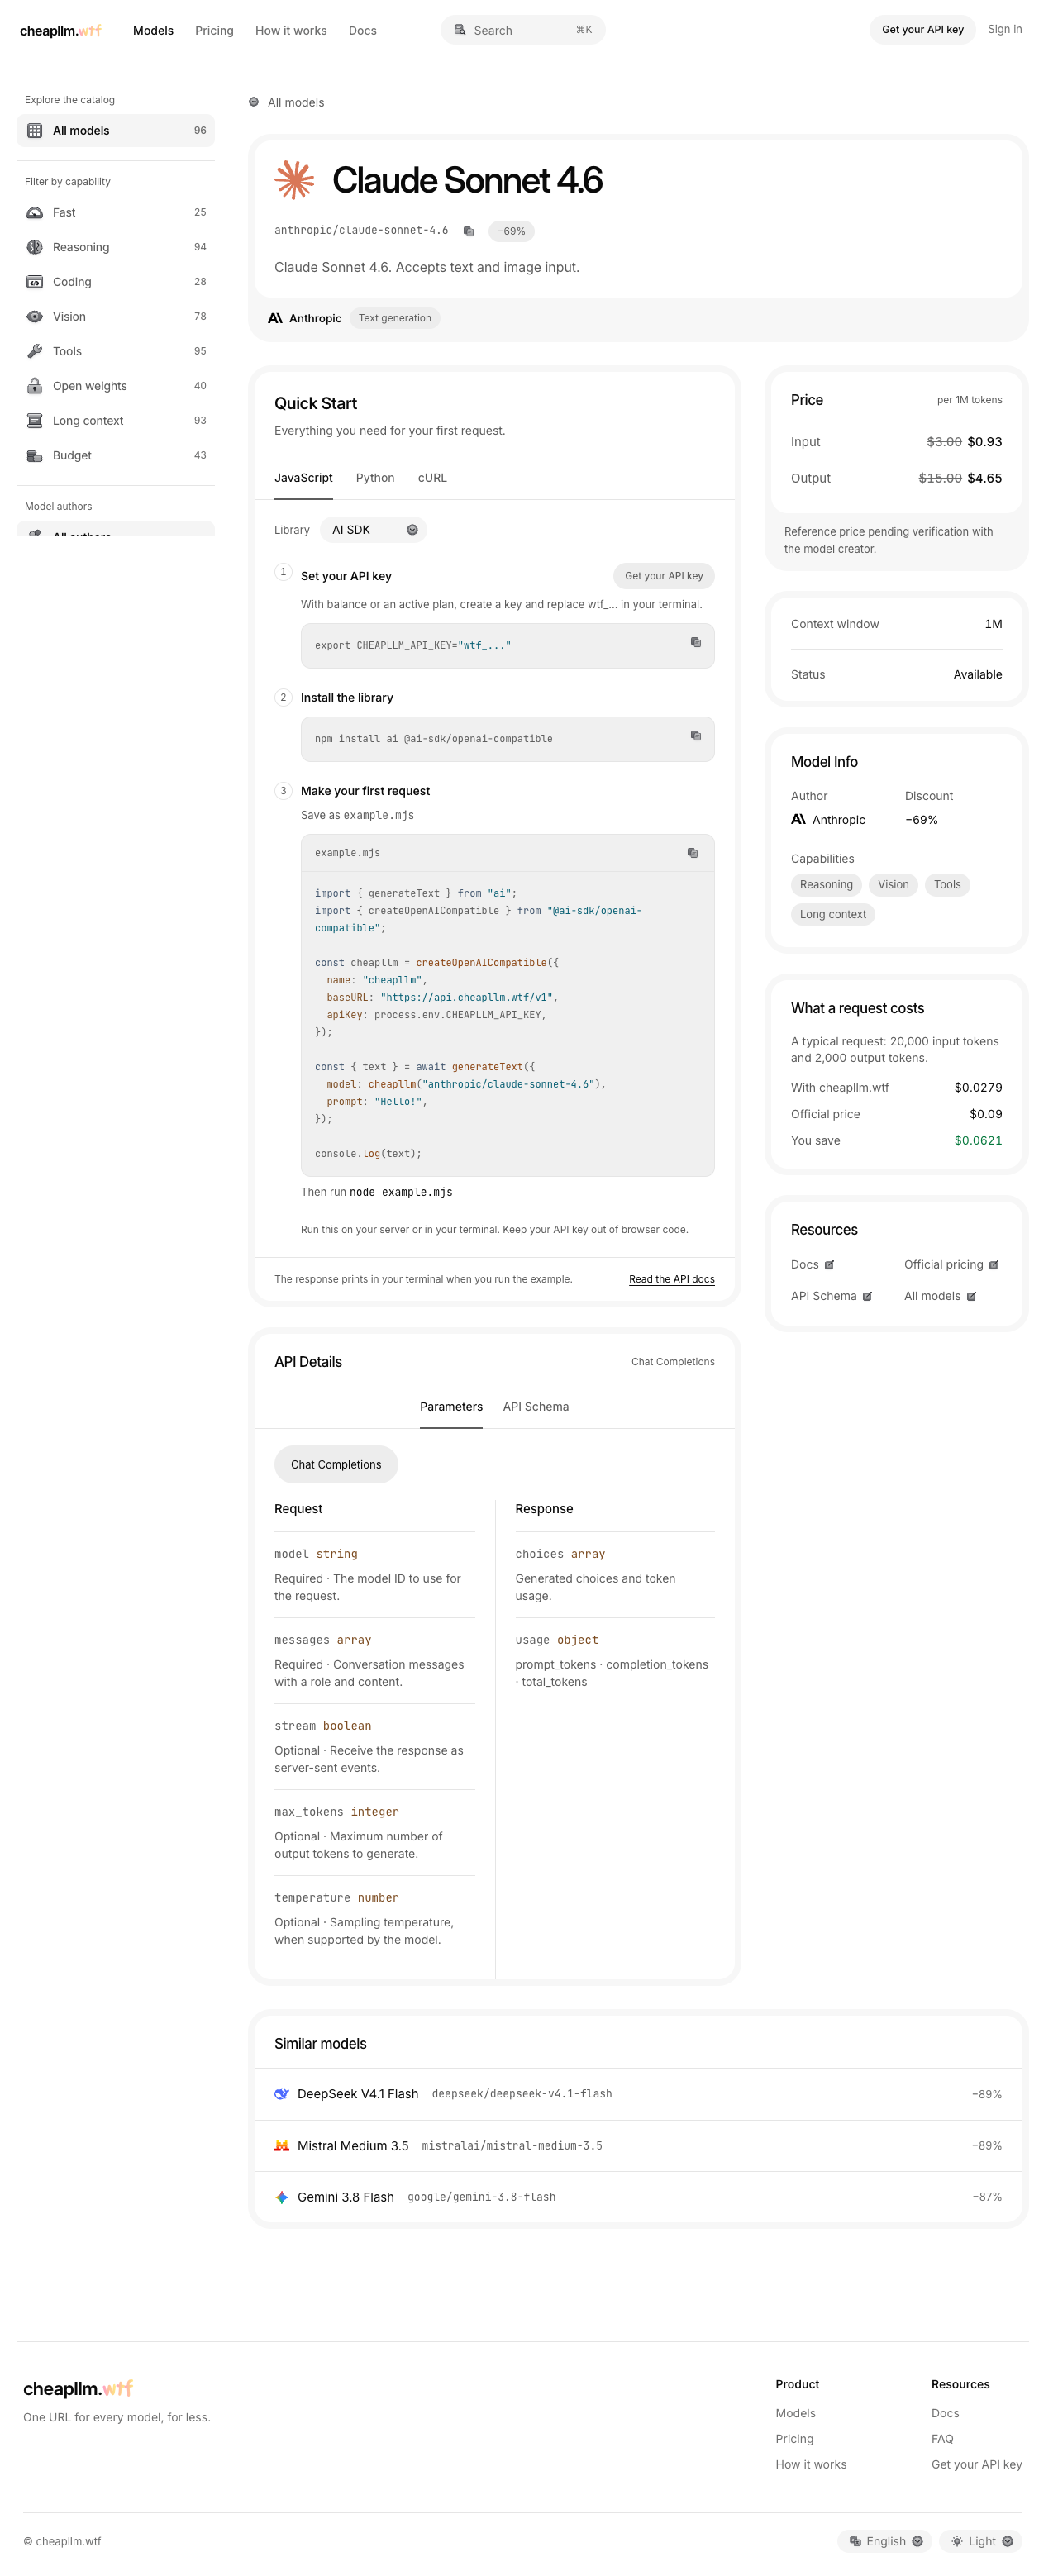 cheapllm.wtf
Models
Pricing
How it works
Docs
Search
⌘K
Get your API key
Sign in
Explore the catalog
All models 96
Filter by capability
Fast 25
Reasoning 94
Coding 28
Vision 78
Tools 95
Open weights 40
Long context 93
Budget 43
Model authors
All models
Claude Sonnet 4.6
anthropic/claude-sonnet-4.6 −69%
Claude Sonnet 4.6. Accepts text and image input.
Anthropic Text generation
Quick Start
Everything you need for your first request.
JavaScript Python cURL
Library AI SDK
1 Set your API key Get your API key
With balance or an active plan, create a key and replace wtf_... in your terminal.
export CHEAPLLM_API_KEY="wtf_..."
2 Install the library
npm install ai @ai-sdk/openai-compatible
3 Make your first request
Save as example.mjs
example.mjs
import { generateText } from "ai";
import { createOpenAICompatible } from "@ai-sdk/openai-
compatible";
const cheapllm = createOpenAICompatible({
name: "cheapllm",
baseURL: "https://api.cheapllm.wtf/v1",
apiKey: process.env.CHEAPLLM_API_KEY,
});
const { text } = await generateText({
model: cheapllm("anthropic/claude-sonnet-4.6"),
prompt: "Hello!",
});
console.log(text);
Then run node example.mjs
Run this on your server or in your terminal. Keep your API key out of browser code.
The response prints in your terminal when you run the example. Read the API docs
Price per 1M tokens
Input $3.00 $0.93
Output $15.00 $4.65
Reference price pending verification with
the model creator.
Context window 1M
Status Available
Model Info
Author Discount
Anthropic −69%
Capabilities
Reasoning Vision Tools
Long context
What a request costs
A typical request: 20,000 input tokens
and 2,000 output tokens.
With cheapllm.wtf $0.0279
Official price $0.09
You save $0.0621
Resources
Docs Official pricing
API Schema All models
API Details Chat Completions
Parameters API Schema
Chat Completions
Request
model string
Required · The model ID to use for
the request.
messages array
Required · Conversation messages
with a role and content.
stream boolean
Optional · Receive the response as
server-sent events.
max_tokens integer
Optional · Maximum number of
output tokens to generate.
temperature number
Optional · Sampling temperature,
when supported by the model.
Response
choices array
Generated choices and token
usage.
usage object
prompt_tokens · completion_tokens
· total_tokens
Similar models
DeepSeek V4.1 Flash deepseek/deepseek-v4.1-flash −89%
Mistral Medium 3.5 mistralai/mistral-medium-3.5 −89%
Gemini 3.8 Flash google/gemini-3.8-flash −87%
cheapllm.wtf
One URL for every model, for less.
Product
Models
Pricing
How it works
Resources
Docs
FAQ
Get your API key
© cheapllm.wtf
English
Light